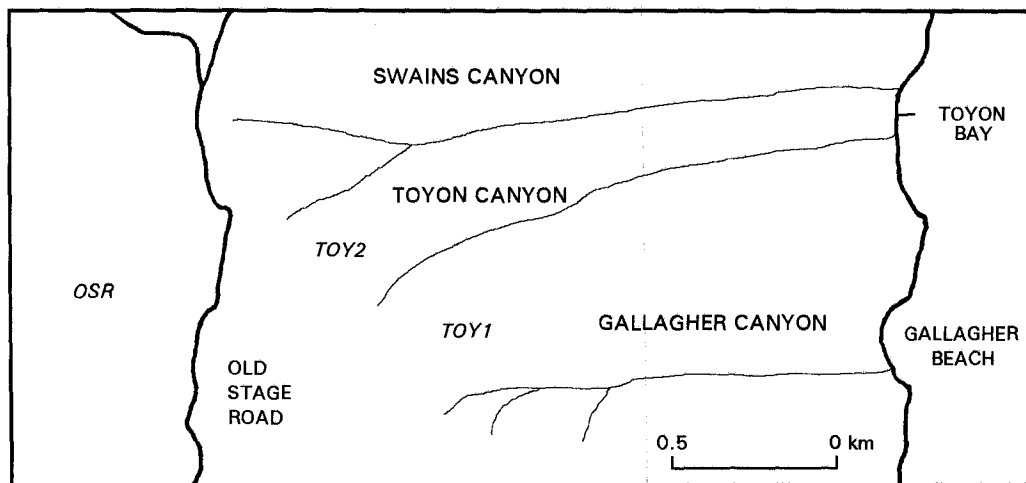 SWAINS CANYON
TOYON
BAY
TOYON CANYON
TOY2
OSR
TOY1
GALLAGHER CANYON
GALLAGHER
BEACH
OLD
STAGE
ROAD
0.5 0 km